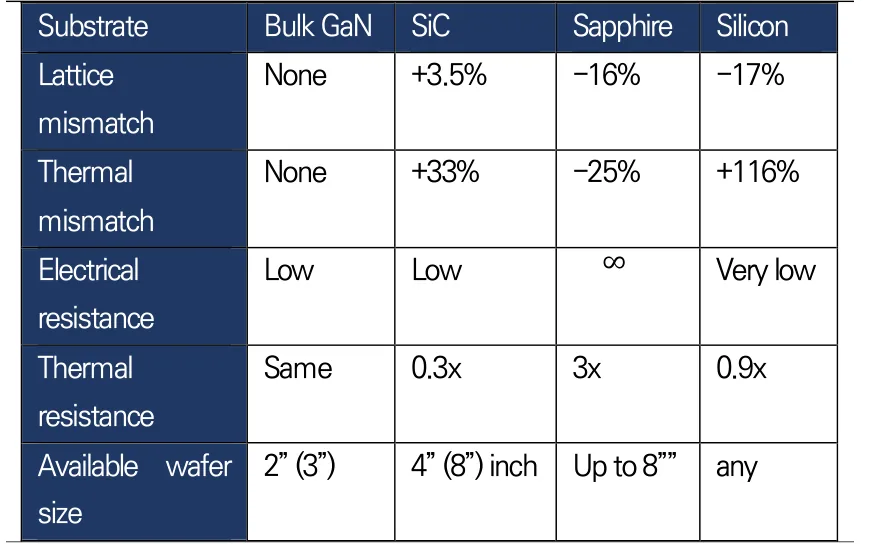 Substrate Bulk GaN SiC Sapphire Silicon
Lattice None +3.5% −16% −17%
mismatch
Thermal None +33% −25% +116%
mismatch
Electrical Low Low ∞ Very low
resistance
Thermal Same 0.3x 3x 0.9x
resistance
Available wafer 2” (3”) 4” (8”) inch Up to 8”” any
size